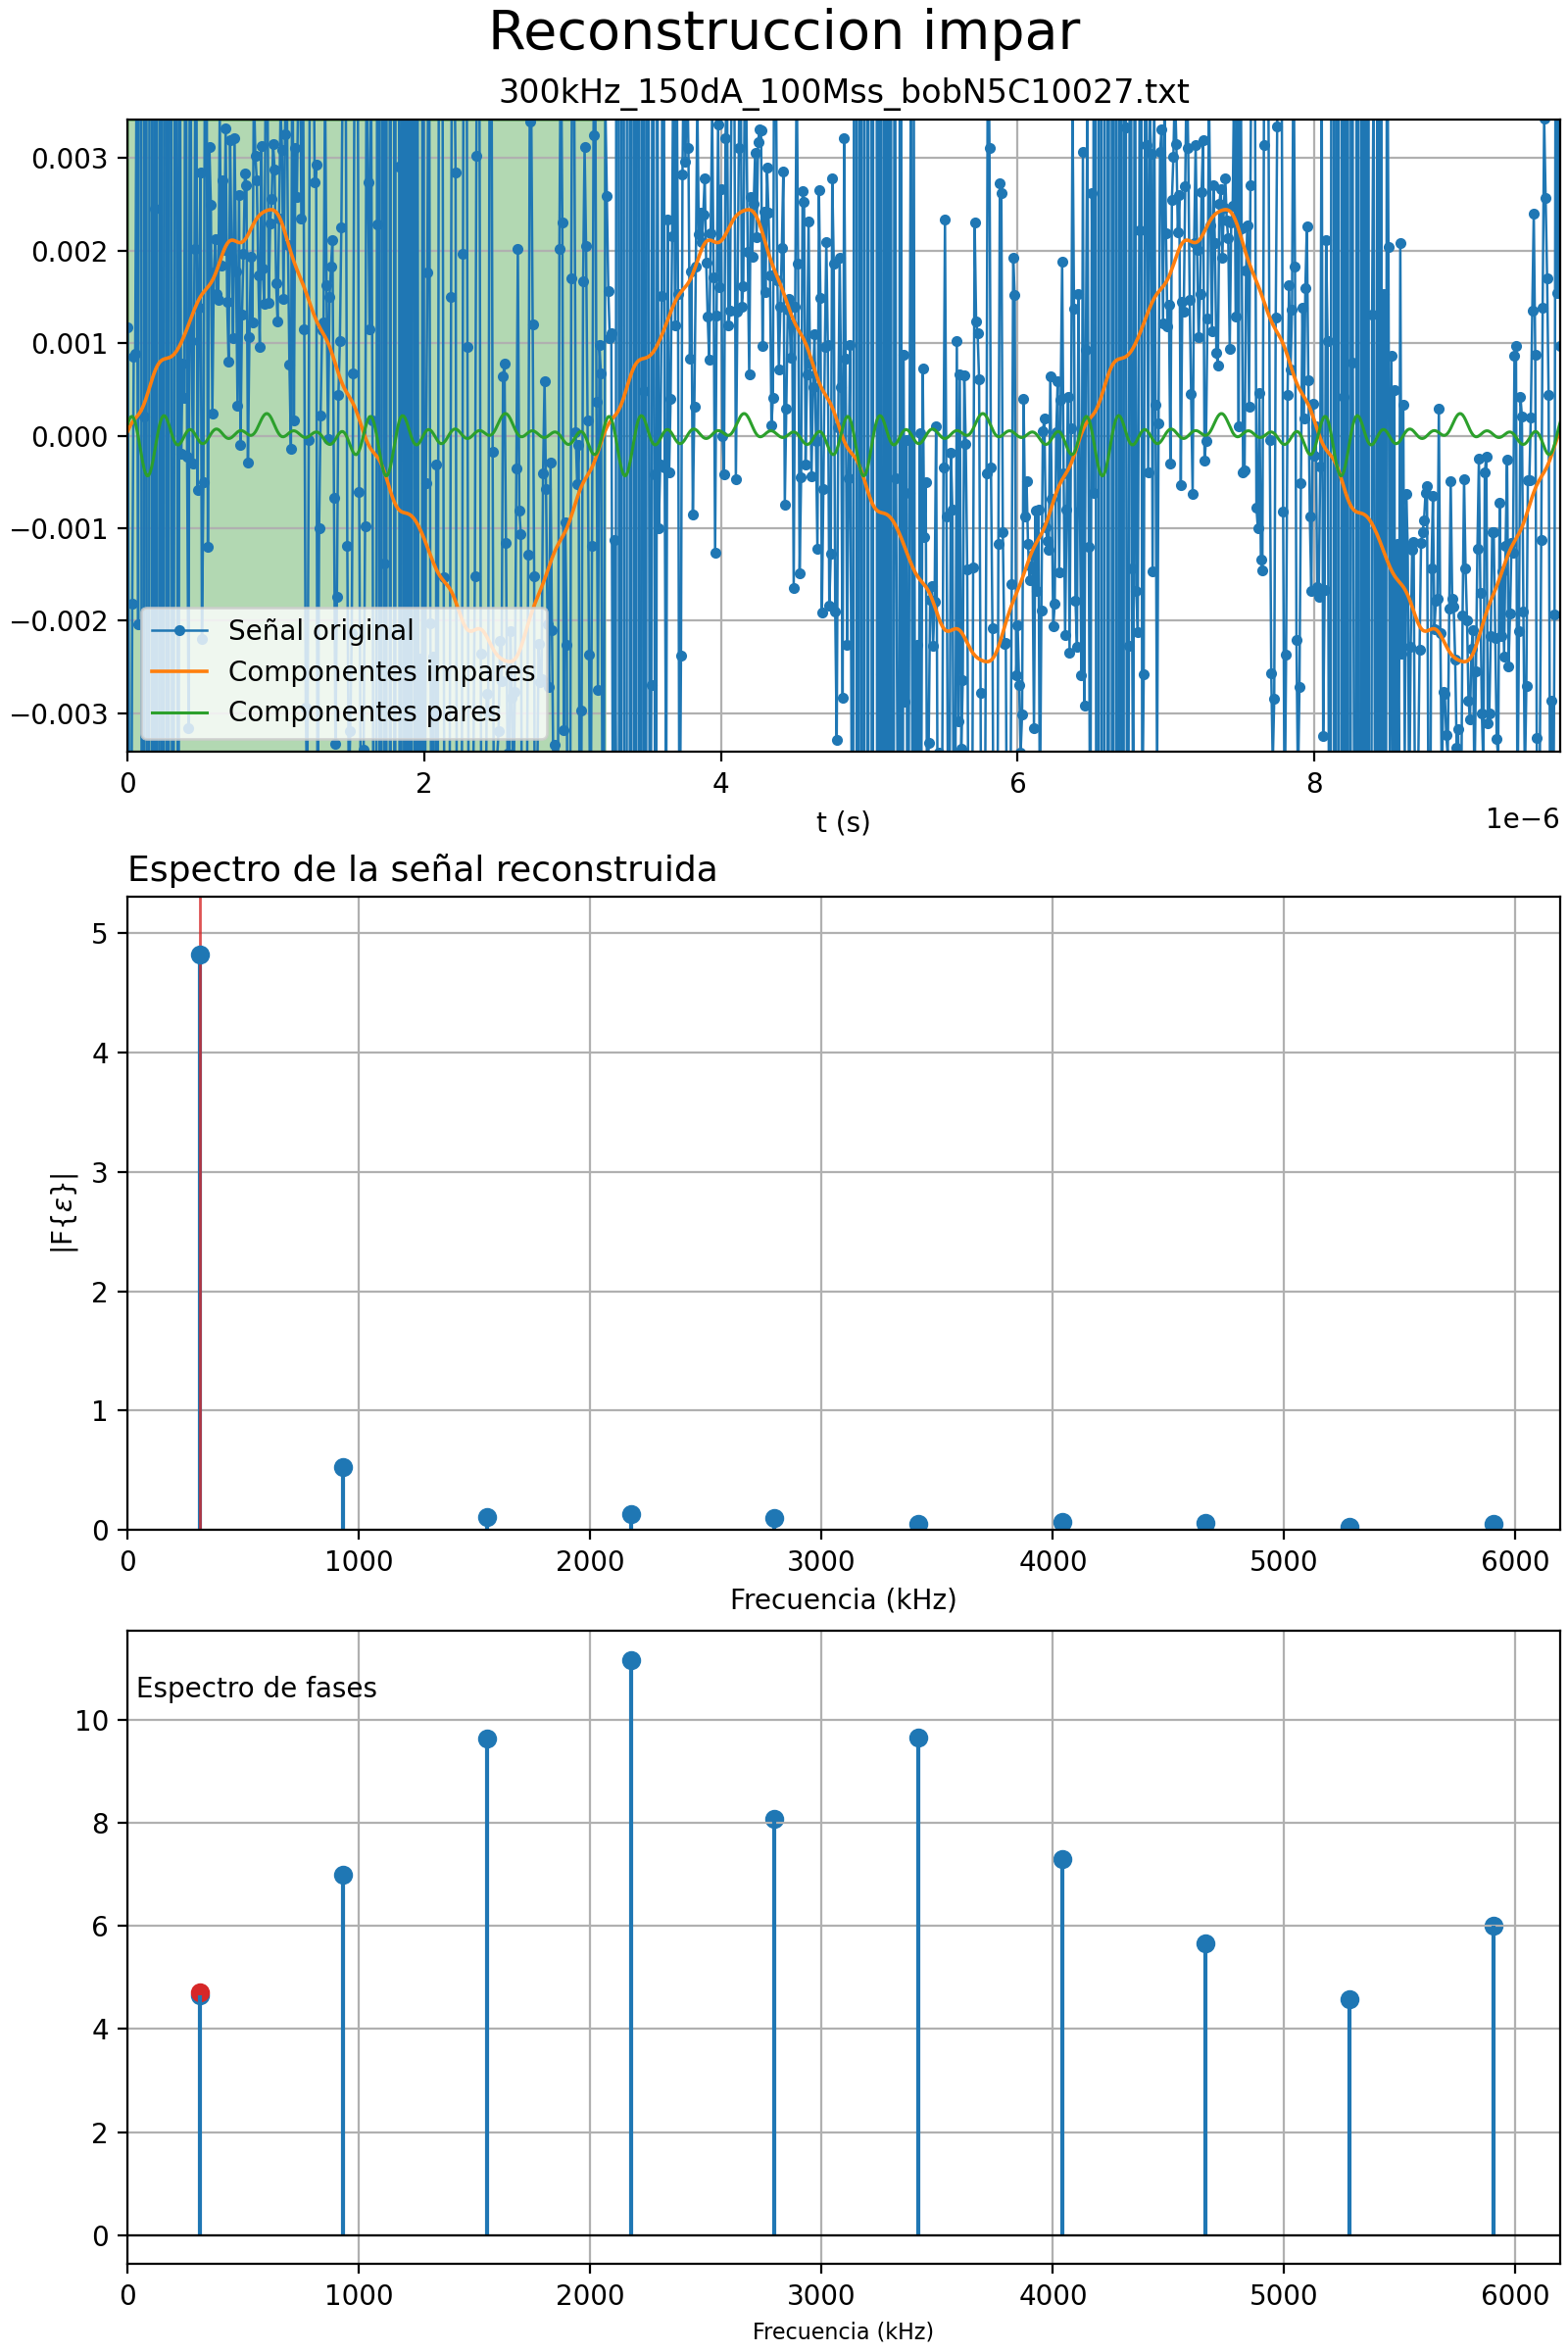 Reconstruccion impar
300kHz_150dA_100Mss_bobN5C10027.txt
0.003
0.002
0.001
0.000
−0.001
−0.002
−0.003
Señal original
Componentes impares
Componentes pares
0 2 4 6 8
1e−6
t (s)
Espectro de la señal reconstruida
5
4
3
2
1
0
|F{ε}|
0 1000 2000 3000 4000 5000 6000
Frecuencia (kHz)
Espectro de fases
10
8
6
4
2
0
0 1000 2000 3000 4000 5000 6000
Frecuencia (kHz)